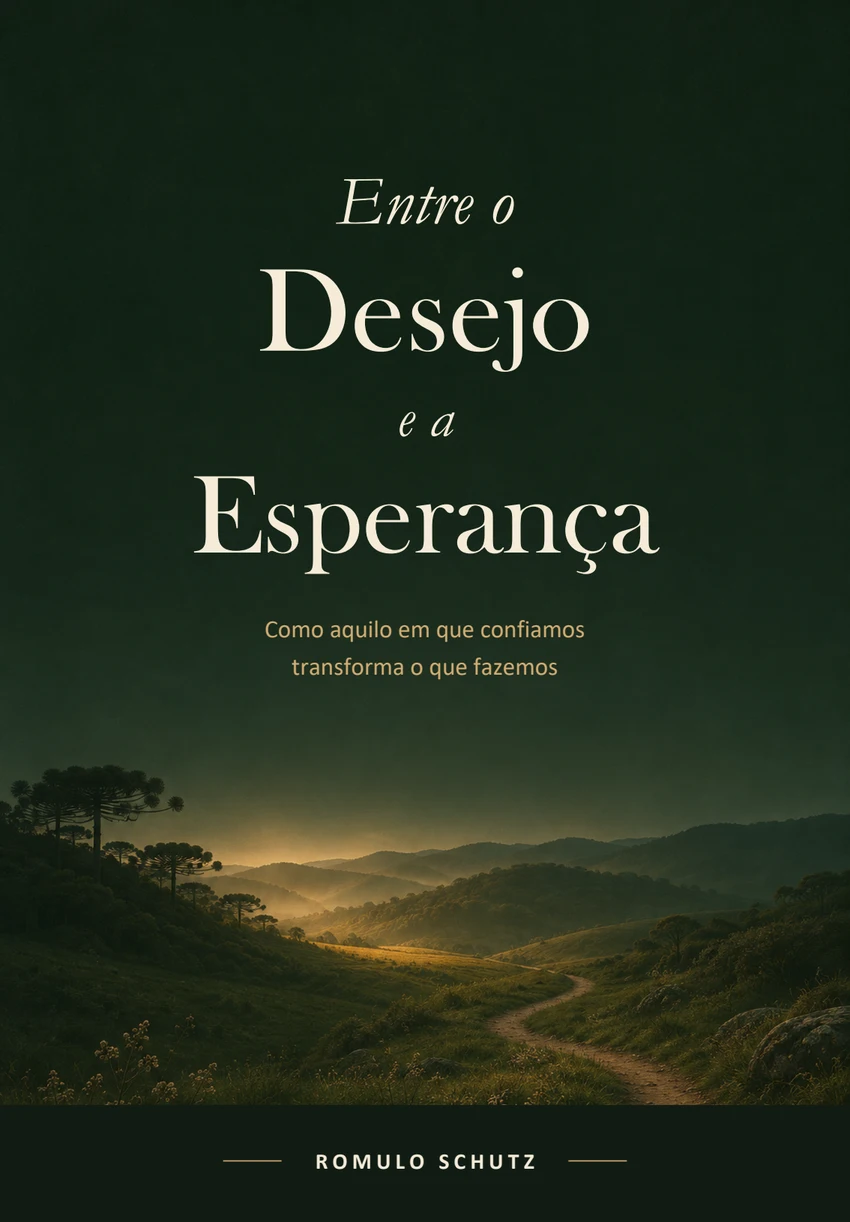 Entre o
Desejo
e a
Esperança
Como aquilo em que confiamos
transforma o que fazemos
ROMULO SCHUTZ